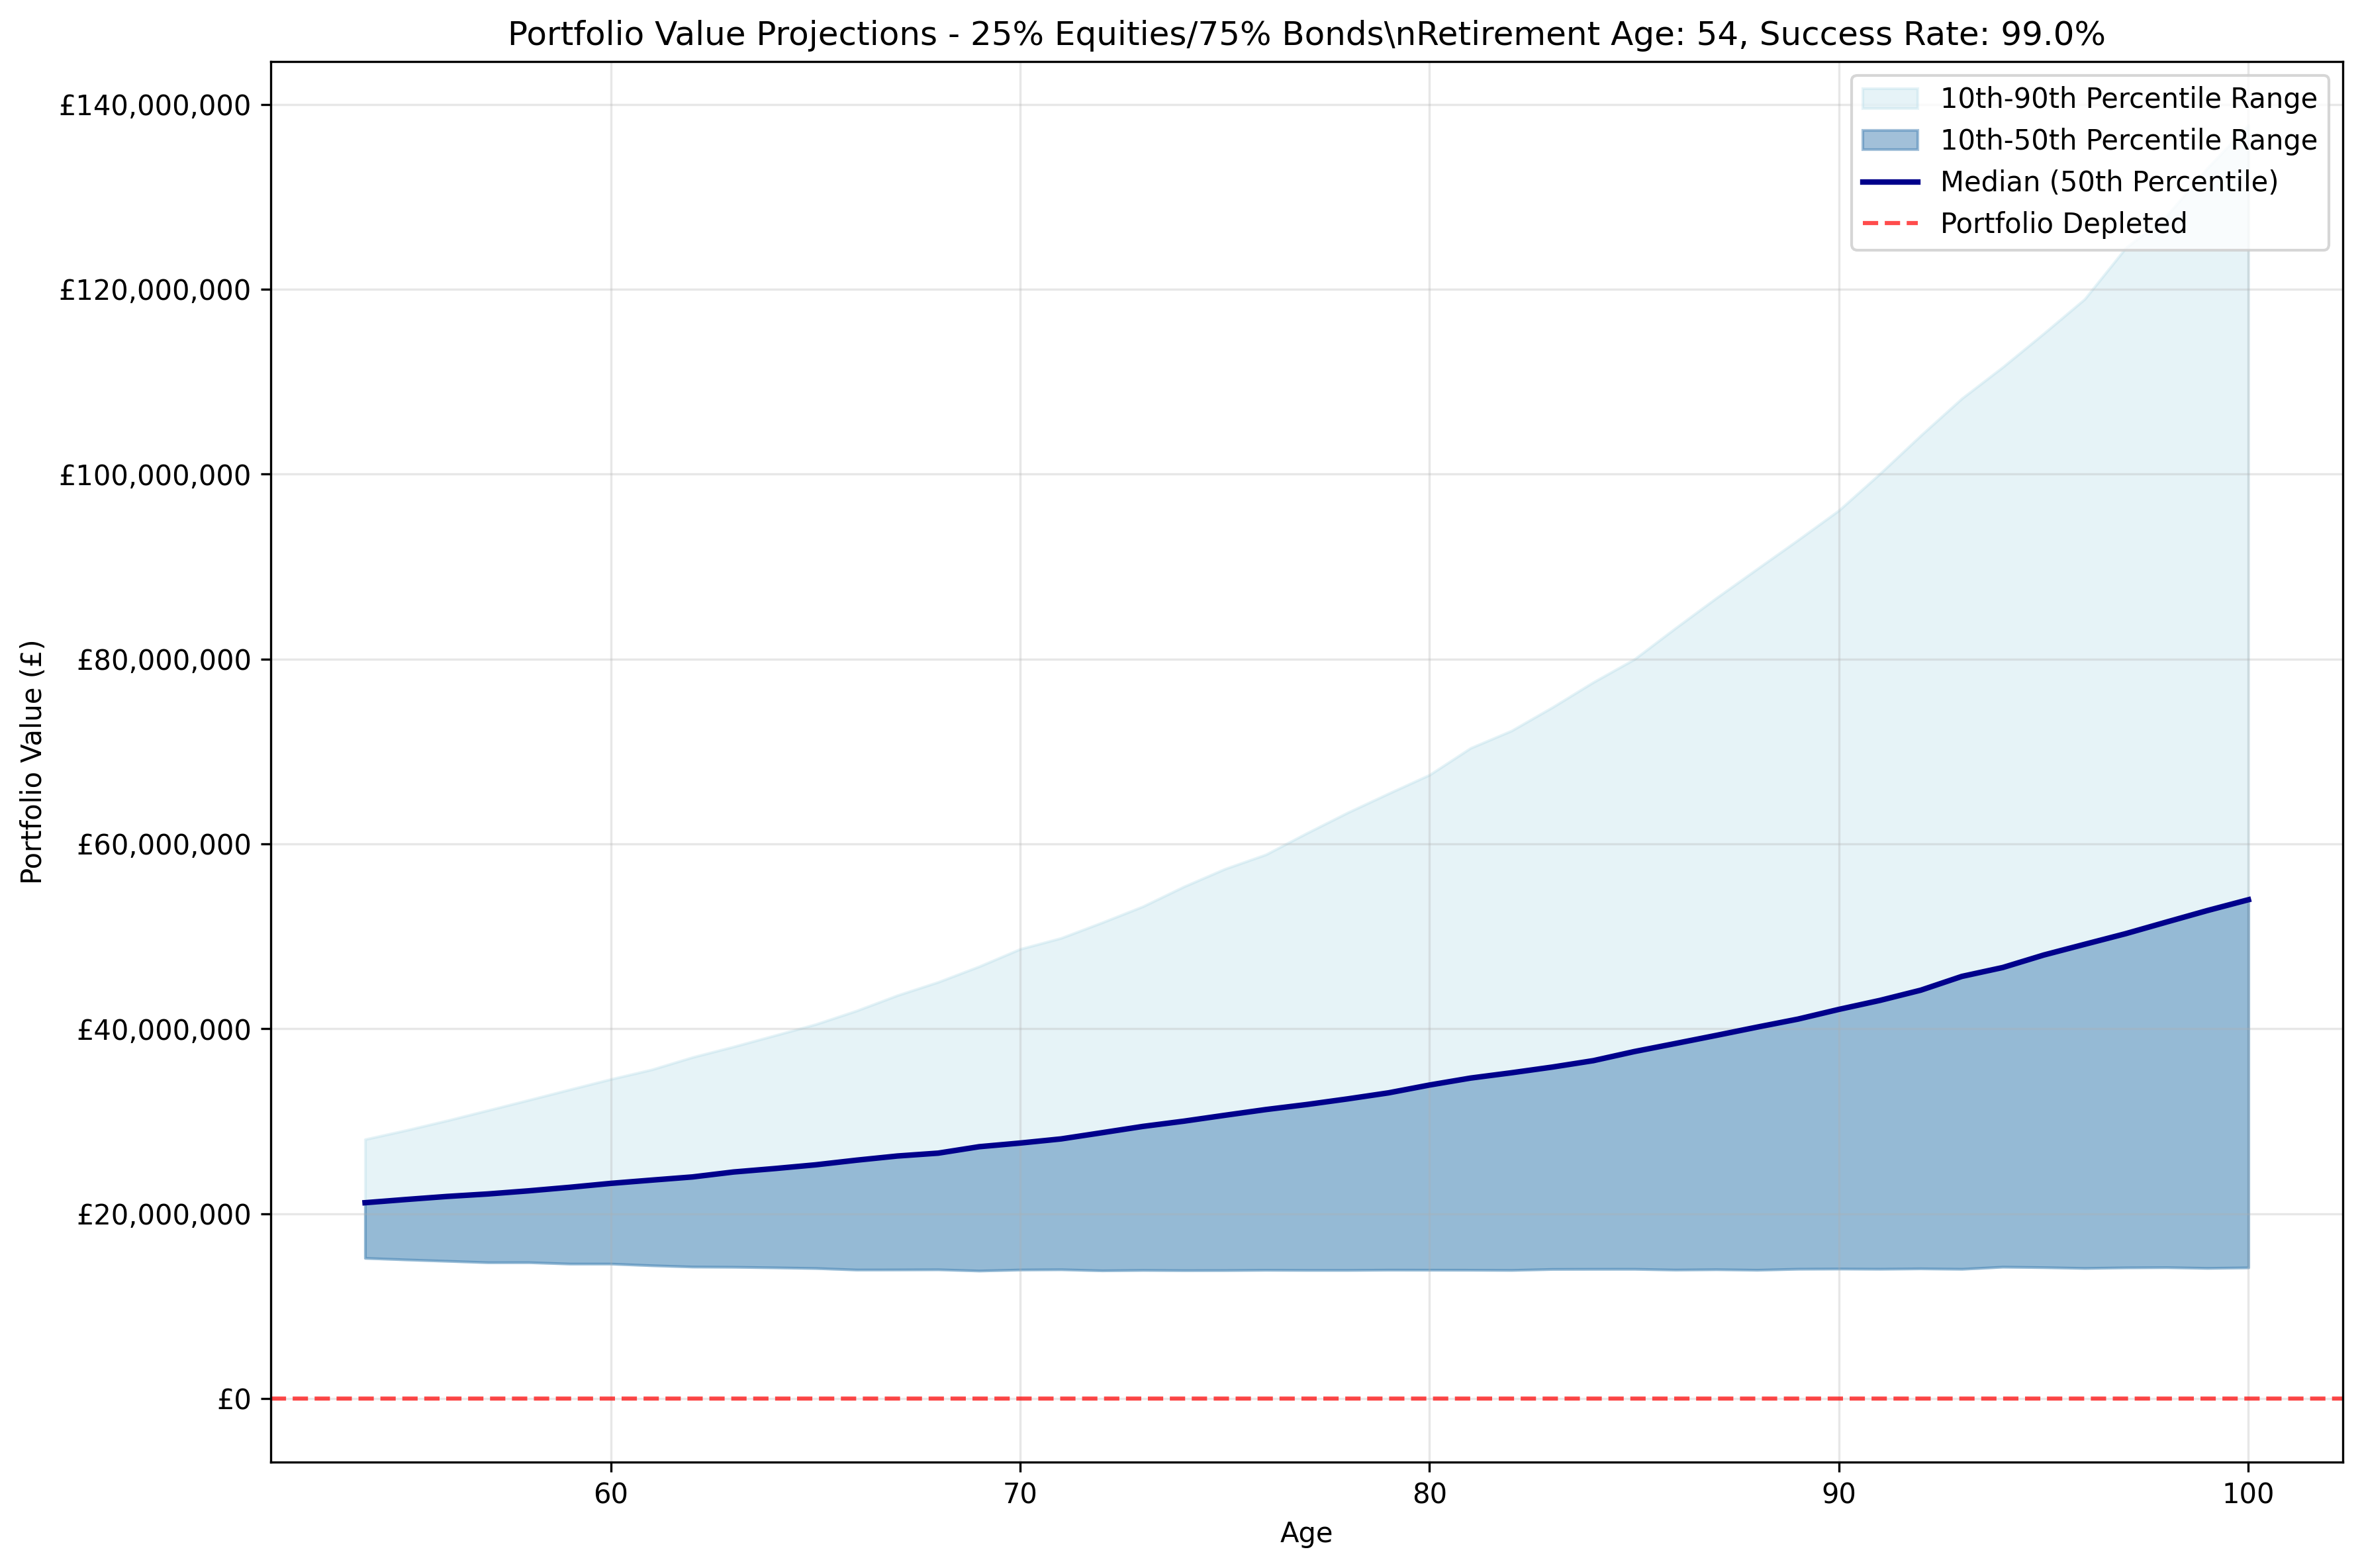 Portfolio Value Projections - 25% Equities/75% Bonds\nRetirement Age: 54, Success Rate: 99.0%
10th-90th Percentile Range
10th-50th Percentile Range
Median (50th Percentile)
Portfolio Depleted
Portfolio Value (£)
£140,000,000
£120,000,000
£100,000,000
£80,000,000
£60,000,000
£40,000,000
£20,000,000
£0
60 70 80 90 100
Age